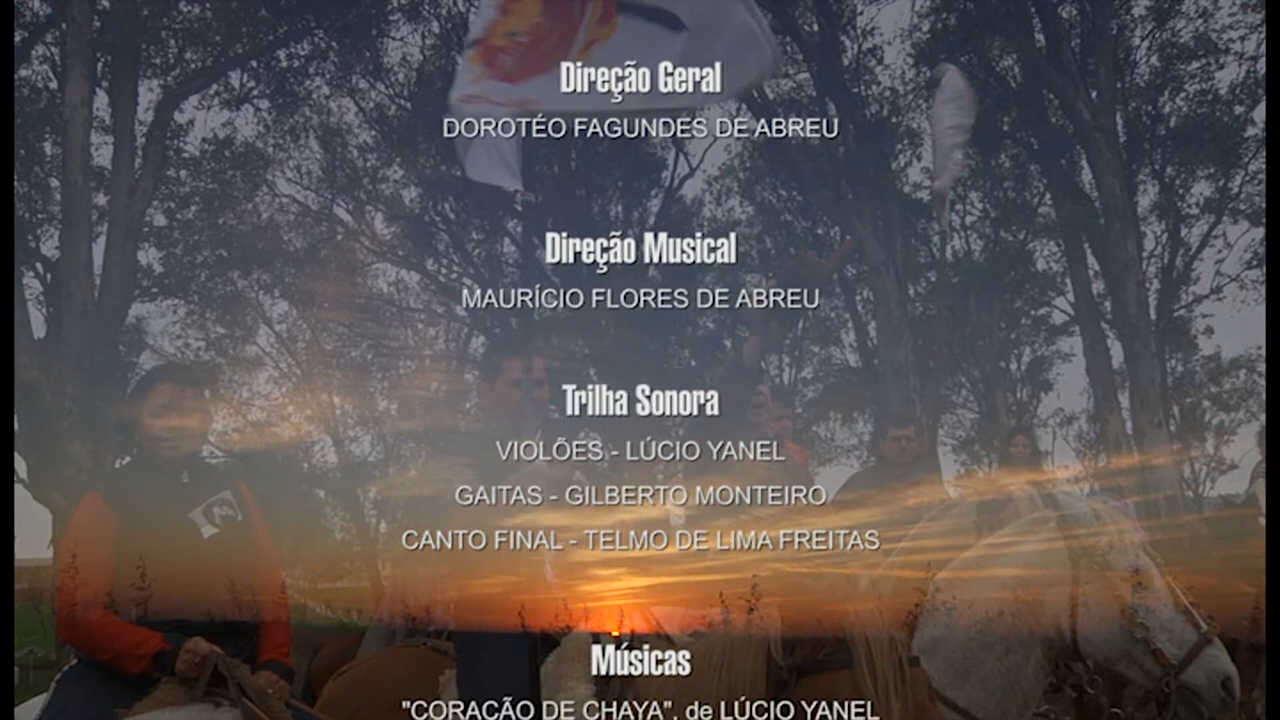 Direção Geral
DOROTÉO FAGUNDES DE ABREU
Direção Musical
MAURÍCIO FLORES DE ABREU
Trilha Sonora
VIOLÕES - LÚCIO YANEL
GAITAS - GILBERTO MONTEIRO
CANTO FINAL - TELMO DE LIMA FREITAS
Músicas
"CORAÇÃO DE CHAYA", de LÚCIO YANEL